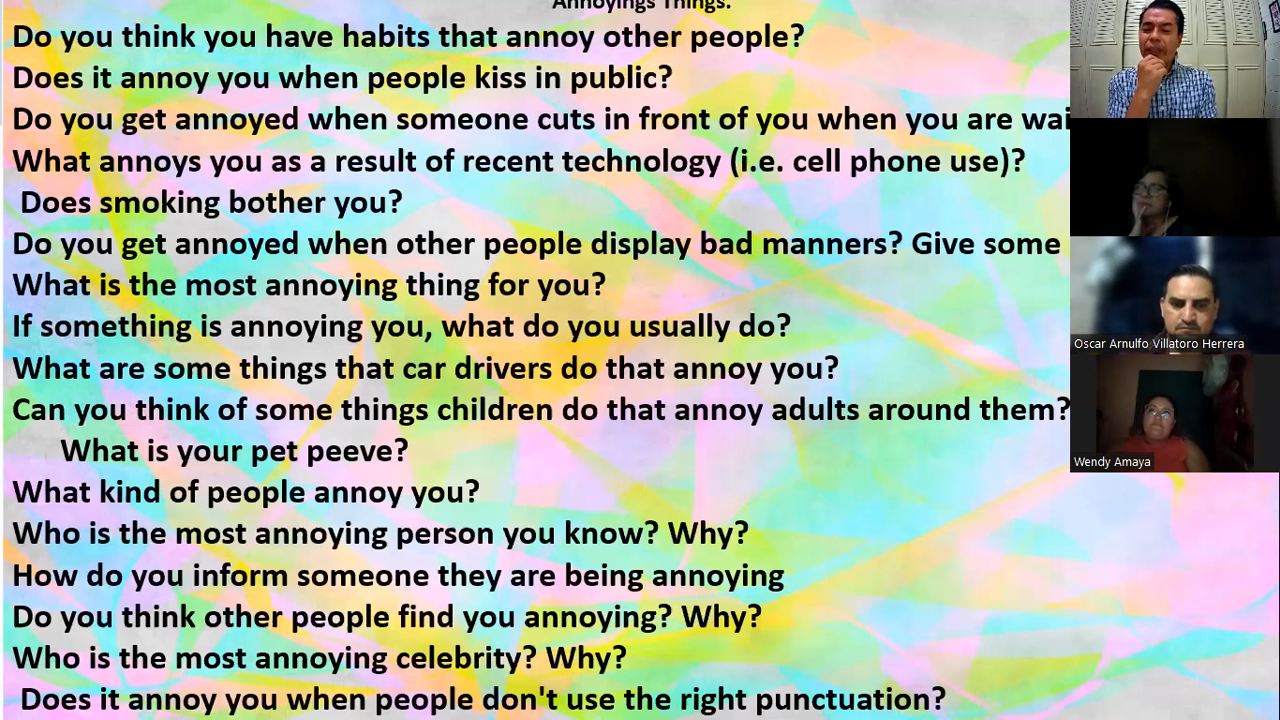 Annoyings Things.
Do you think you have habits that annoy other people?
Does it annoy you when people kiss in public?
Do you get annoyed when someone cuts in front of you when you are wai
What annoys you as a result of recent technology (i.e. cell phone use)?
Does smoking bother you?
Do you get annoyed when other people display bad manners? Give some
What is the most annoying thing for you?
If something is annoying you, what do you usually do?
What are some things that car drivers do that annoy you?
Can you think of some things children do that annoy adults around them?
What is your pet peeve?
What kind of people annoy you?
Who is the most annoying person you know? Why?
How do you inform someone they are being annoying
Do you think other people find you annoying? Why?
Who is the most annoying celebrity? Why?
Does it annoy you when people don't use the right punctuation?
Oscar Arnulfo Villatoro Herrera
Wendy Amaya